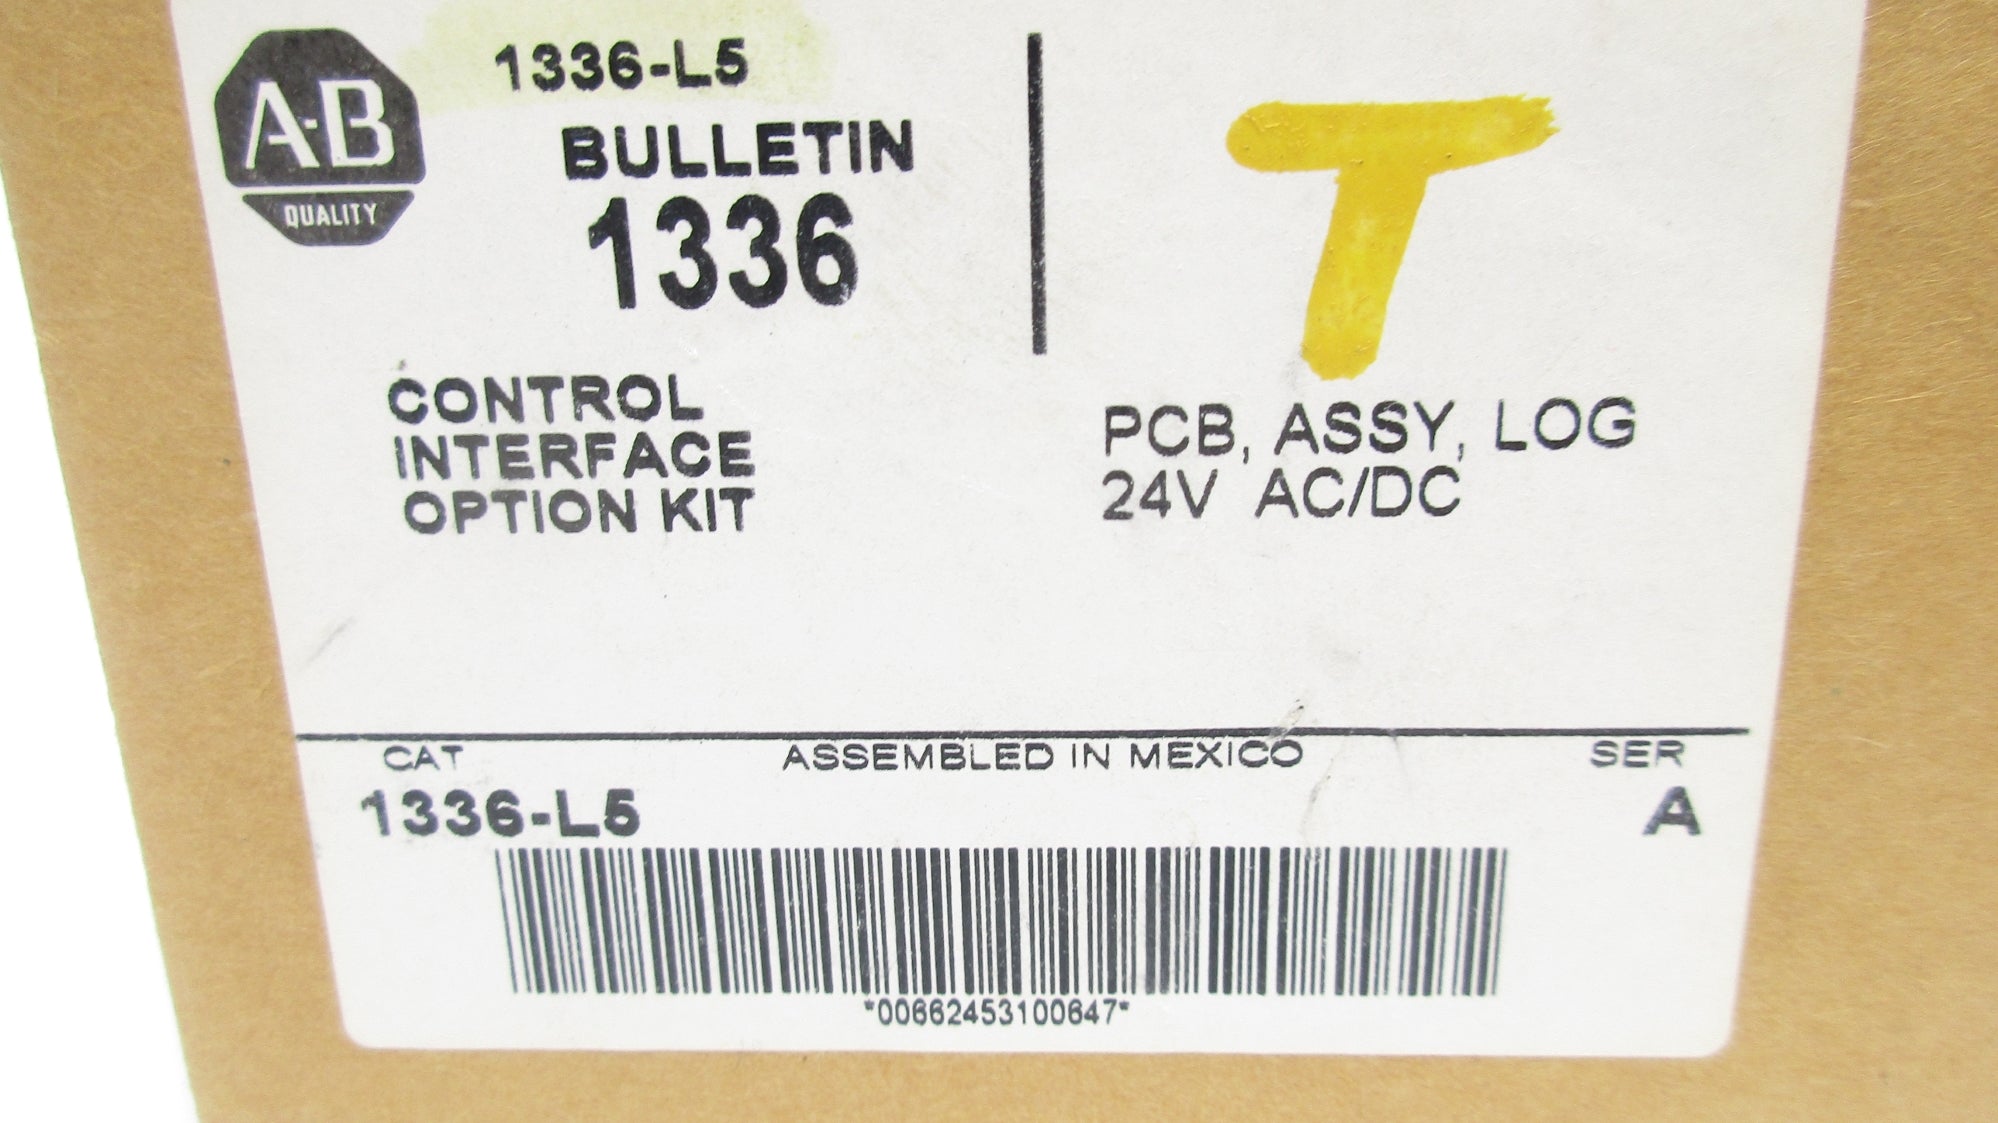 A-B
QUALITY
1336-L5
BULLETIN
1336
T
CONTROL
INTERFACE
OPTION KIT
PCB, ASSY, LOG
24V AC/DC
CAT
ASSEMBLED IN MEXICO
SER
1336-L5
A
*00662453100647*